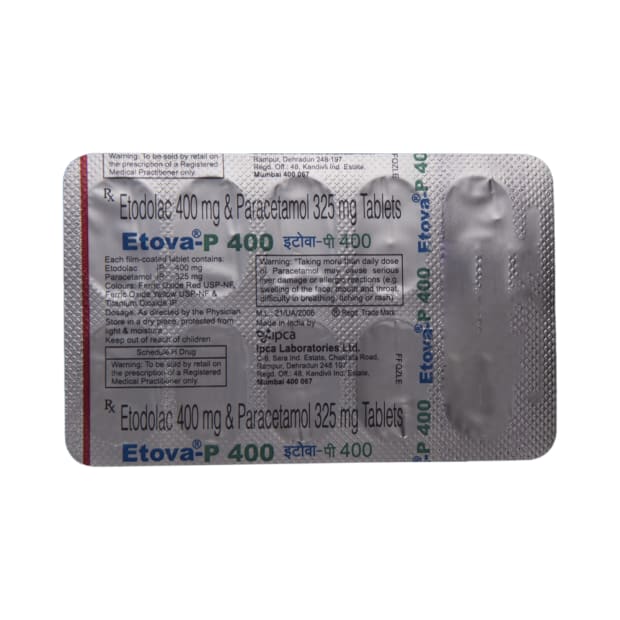 Warning: To be sold by retail on
the prescription of a Registered
Medical Practitioner only.
Rampur, Dehradun 248 197
Regd. Off.: 48, Kandivli Ind. Estate.
Mumbai 400 067
FFQZLE
Rx Etodolac 400 mg & Paracetamol 325 mg Tablets
Etova®-P 400 इटोवा-पी 400
Each film-coated tablet contains:
Etodolac IP 400 mg
Paracetamol IP 325 mg
Colours: Ferric Oxide Red USP-NF,
Ferric Oxide Yellow USP-NF &
Titanium Dioxide IP
Dosage: As directed by the Physician
Store in a dry place, protected from
light & moisture
Keep out of reach of children
Schedule H Drug
Warning: To be sold by retail on
the prescription of a Registered
Medical Practitioner only.
Warning: "Taking more than daily dose
of Paracetamol may cause serious
liver damage or allergic reactions (e.g.
swelling of the face, mouth and throat,
difficulty in breathing, itching or rash)
M.L.: 21/UA/2006 ® Regd. Trade Mark
Made in India by
ipca
Ipca Laboratories Ltd.
C-6, Sara Ind. Estate, Chakrata Road,
Rampur, Dehradun 248 197
Regd. Off.: 48, Kandivli Ind. Estate.
Mumbai 400 067
FFQZLE
Rx Etodolac 400 mg & Paracetamol 325 mg Tablets
Etova®-P 400 इटोवा-पी 400
Etova®-P 40
Etova®-P 400
-P 400